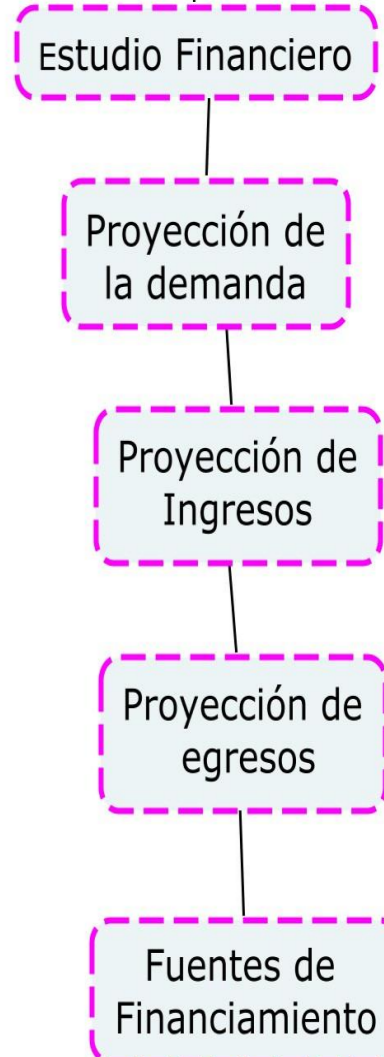 Estudio Financiero
Proyección de
la demanda
Proyección de
Ingresos
Proyección de
egresos
Fuentes de
Financiamiento